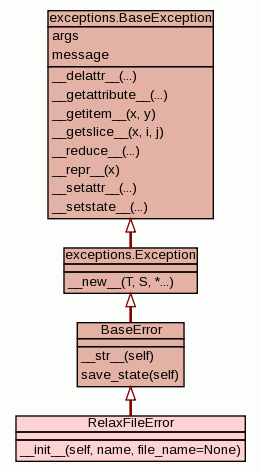 exceptions.BaseException
args
message
__delattr__(...)
__getattribute__(...)
__getitem__(x, y)
__getslice__(x, i, j)
__reduce__(...)
__repr__(x)
__setattr__(...)
__setstate__(...)
exceptions.Exception
__new__(T, S, *...)
BaseError
__str__(self)
save_state(self)
RelaxFileError
__init__(self, name, file_name=None)